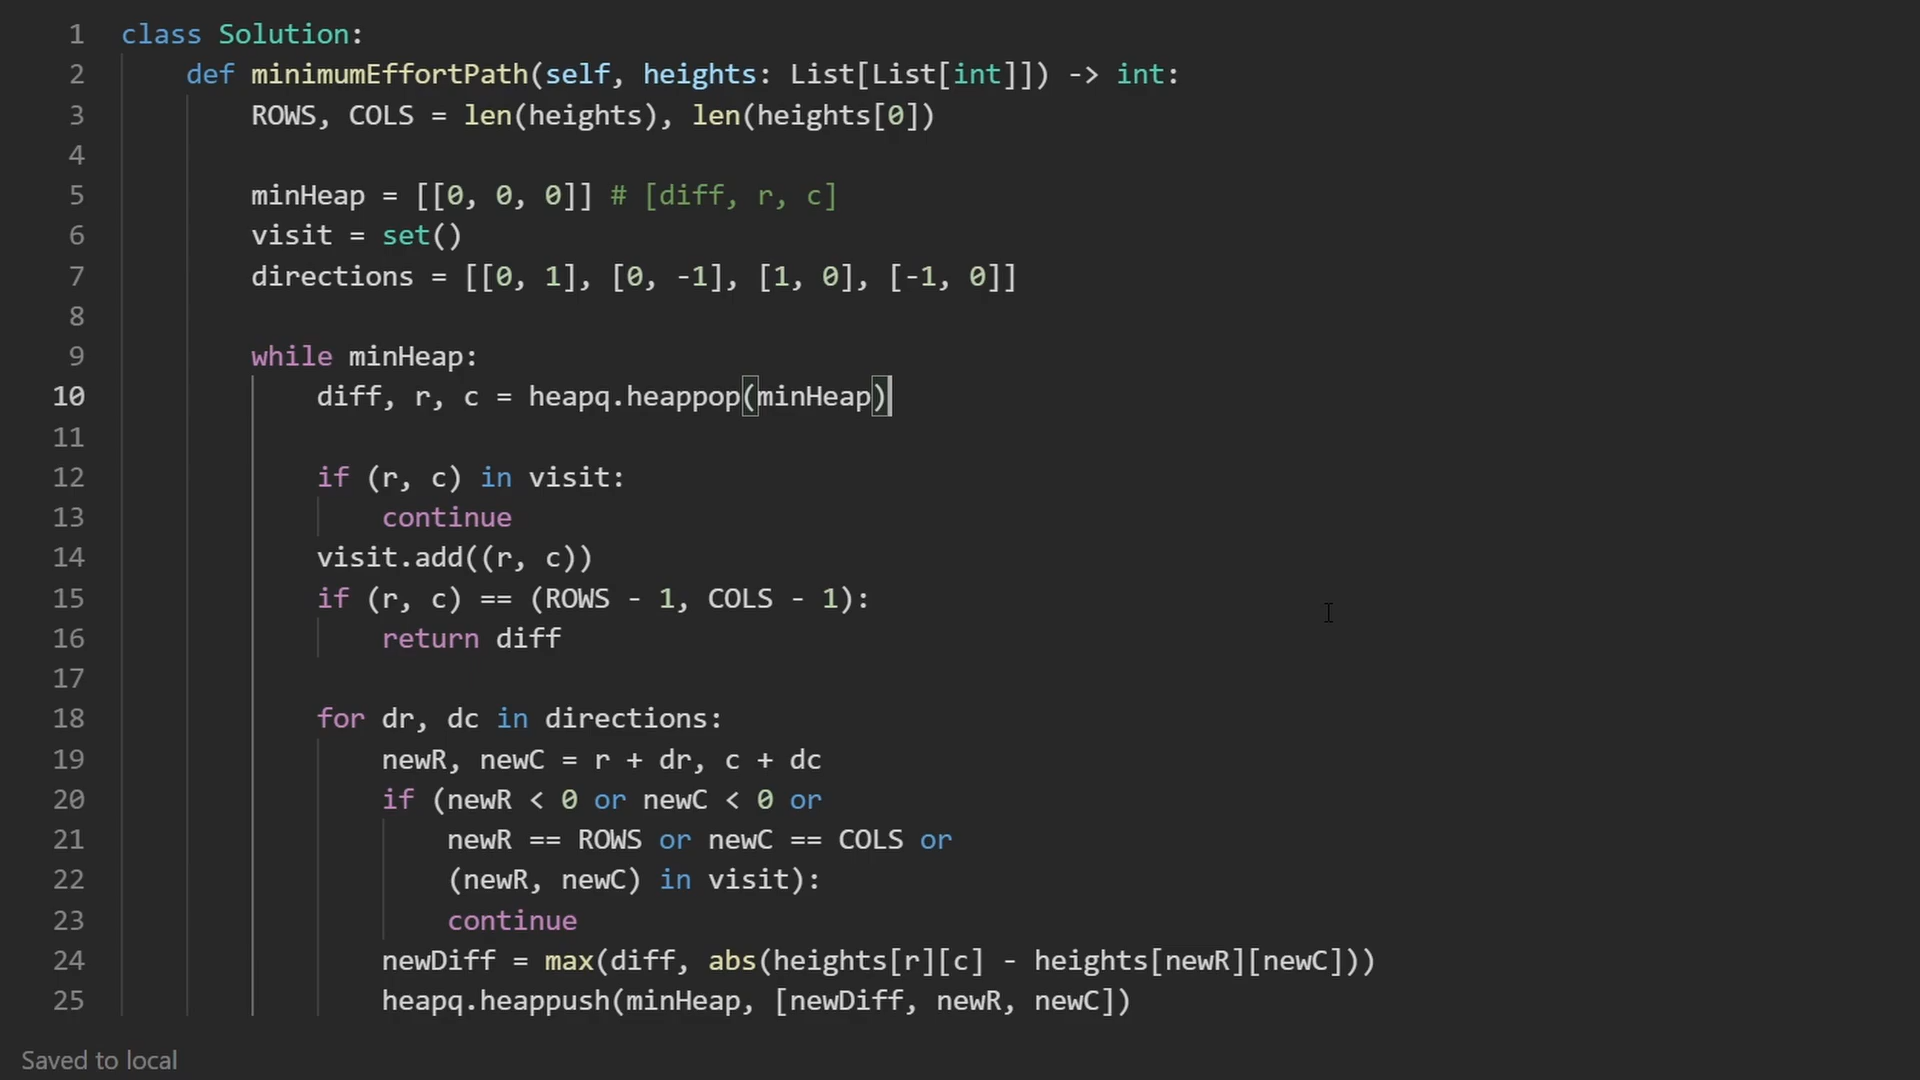 1 class Solution:
2 def minimumEffortPath(self, heights: List[List[int]]) -> int:
3 ROWS, COLS = len(heights), len(heights[0])
4
5 minHeap = [[0, 0, 0]] # [diff, r, c]
6 visit = set()
7 directions = [[0, 1], [0, -1], [1, 0], [-1, 0]]
8
9 while minHeap:
10 diff, r, c = heapq.heappop(minHeap)
11
12 if (r, c) in visit:
13 continue
14 visit.add((r, c))
15 if (r, c) == (ROWS - 1, COLS - 1):
16 return diff
17
18 for dr, dc in directions:
19 newR, newC = r + dr, c + dc
20 if (newR < 0 or newC < 0 or
21 newR == ROWS or newC == COLS or
22 (newR, newC) in visit):
23 continue
24 newDiff = max(diff, abs(heights[r][c] - heights[newR][newC]))
25 heapq.heappush(minHeap, [newDiff, newR, newC])
Saved to local